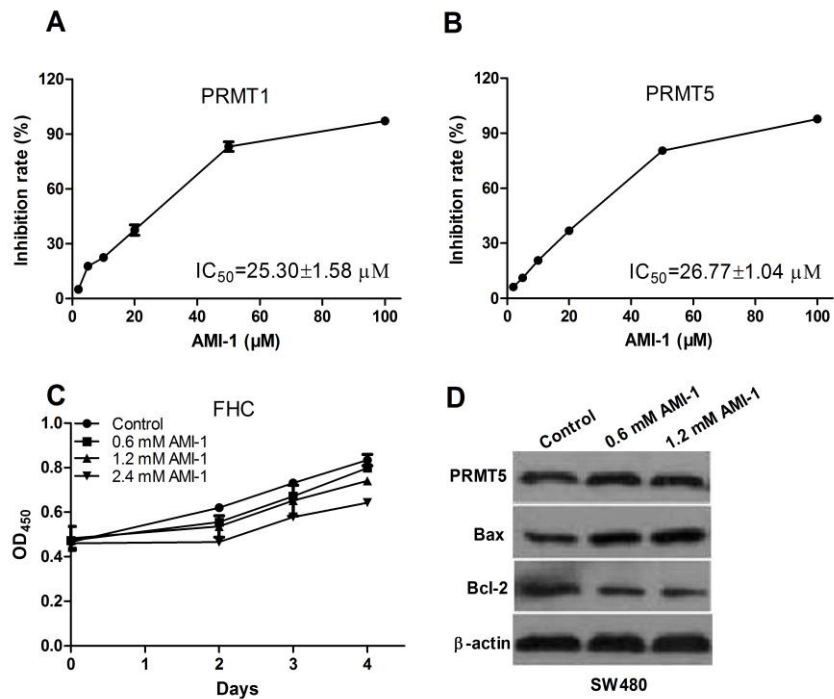 A
120
90
60
30
0
Inhibition rate (%)
PRMT1
IC50=25.30±1.58 µM
0 20 40 60 80 100
AMI-1 (µM)
B
120
90
60
30
0
Inhibition rate (%)
PRMT5
IC50=26.77±1.04 µM
0 20 40 60 80 100
AMI-1 (µM)
C
FHC
1.0
0.8
0.6
0.4
0.2
0.0
OD450
Control
0.6 mM AMI-1
1.2 mM AMI-1
2.4 mM AMI-1
0 1 2 3 4
Days
D
Control
0.6 mM AMI-1
1.2 mM AMI-1
PRMT5
Bax
Bcl-2
β-actin
SW480